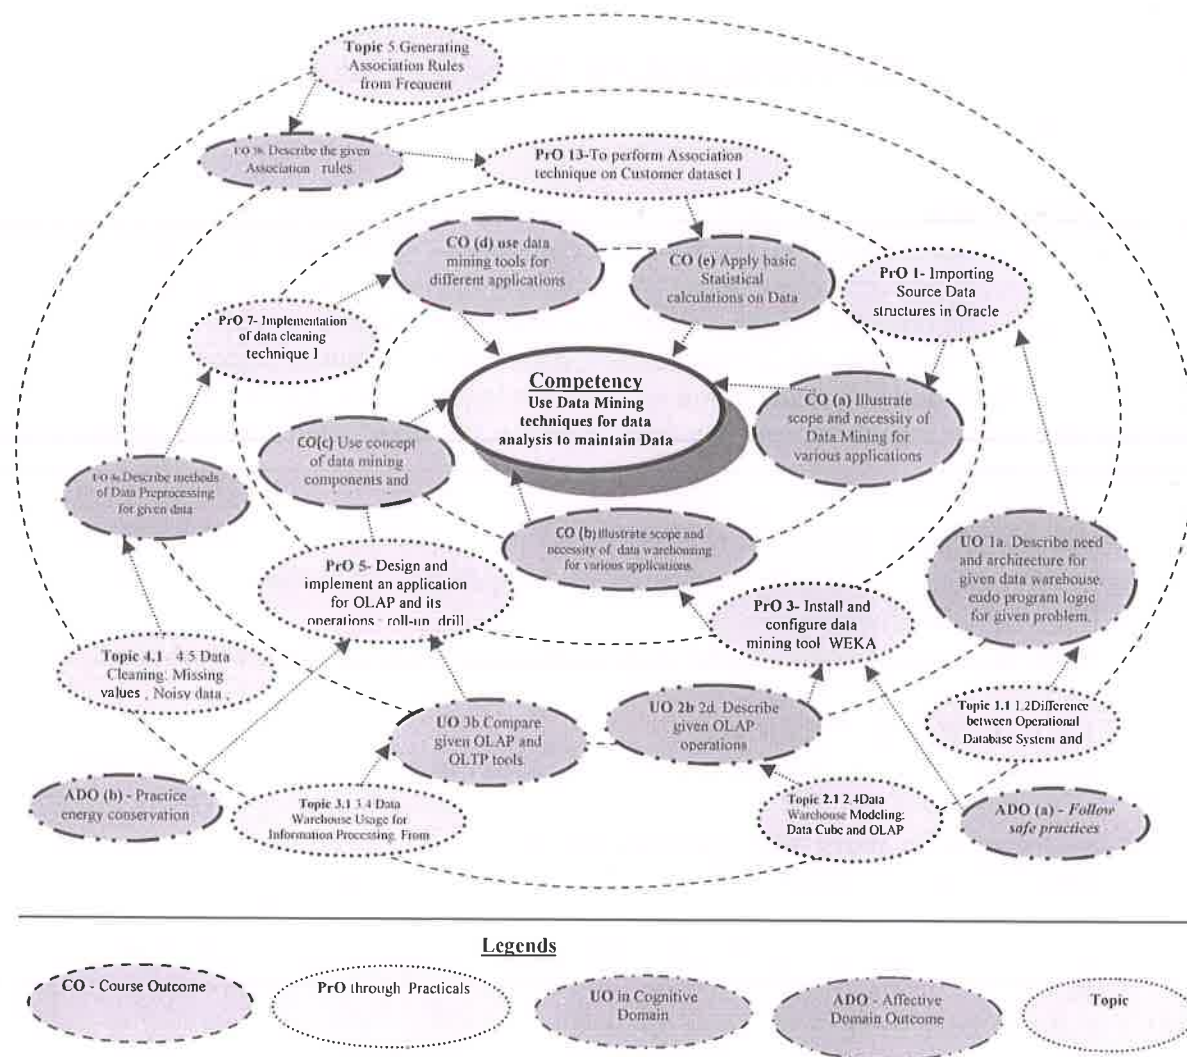 Topic 5 Generating
Association Rules
from Frequent
Describe the given
Association rules
PrO 13-To perform Association
technique on Customer dataset I
CO (d) use data
mining tools for
different applications
CO (e) Apply basic
Statistical
calculations on Data
PrO 1- Importing
Source Data
structures in Oracle
PrO 7- Implementation
of data cleaning
technique I
Competency
Use Data Mining
techniques for data
analysis to maintain Data
CO (a) Illustrate
scope and necessity of
Data Mining for
various applications
CO(c) Use concept
of data mining
components and
Describe methods
of Data Preprocessing
for given data
CO (b) Illustrate scope and
necessity of data warehousing
for various applications.
UO 1a. Describe need
and architecture for
given data warehouse.
eudo program logic
for given problem.
PrO 5- Design and
implement an application
for OLAP and its
operations : roll-up drill
PrO 3- Install and
configure data
mining tool WEKA
Topic 4.1 4.5 Data
Cleaning: Missing
values , Noisy data ,
UO 3b Compare
given OLAP and
OLTP tools.
UO 2b 2d. Describe
given OLAP
operations
Topic 1.1 1.2Difference
between Operational
Database System and
ADO (b) - Practice
energy conservation
Topic 3.1 3.4 Data
Warehouse Usage for
Information Processing, From
Topic 2.1 2.4Data
Warehouse Modeling:
Data Cube and OLAP
ADO (a) - Follow
safe practices
Legends
CO - Course Outcome
PrO through Practicals
UO in Cognitive
Domain
ADO - Affective
Domain Outcome
Topic